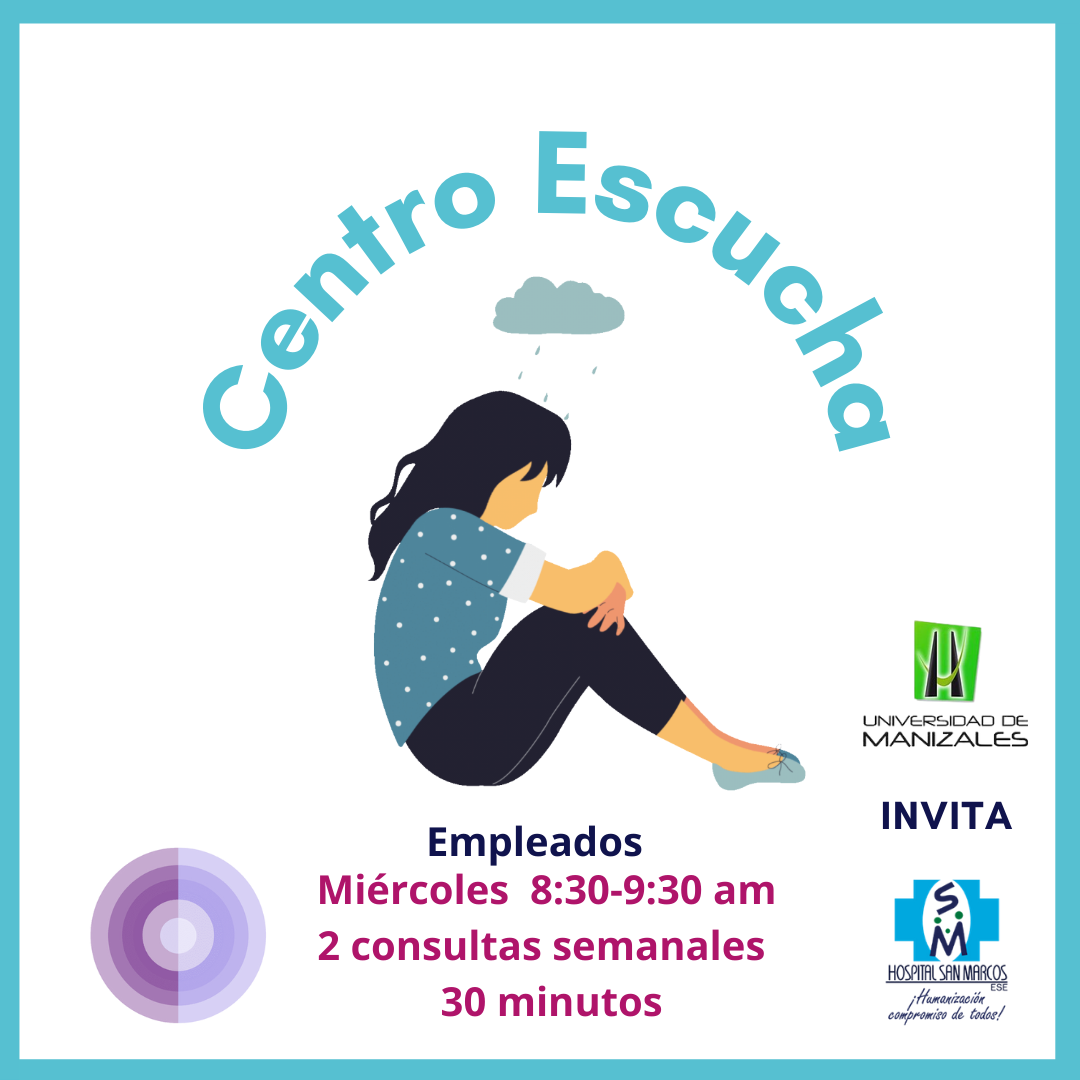 Centro Escucha
UNIVERSIDAD DE
MANIZALES
INVITA
Empleados
Miércoles 8:30-9:30 am
2 consultas semanales
30 minutos
SM
HOSPITAL SAN MARCOS
ESE
¡Humanización
compromiso de todos!